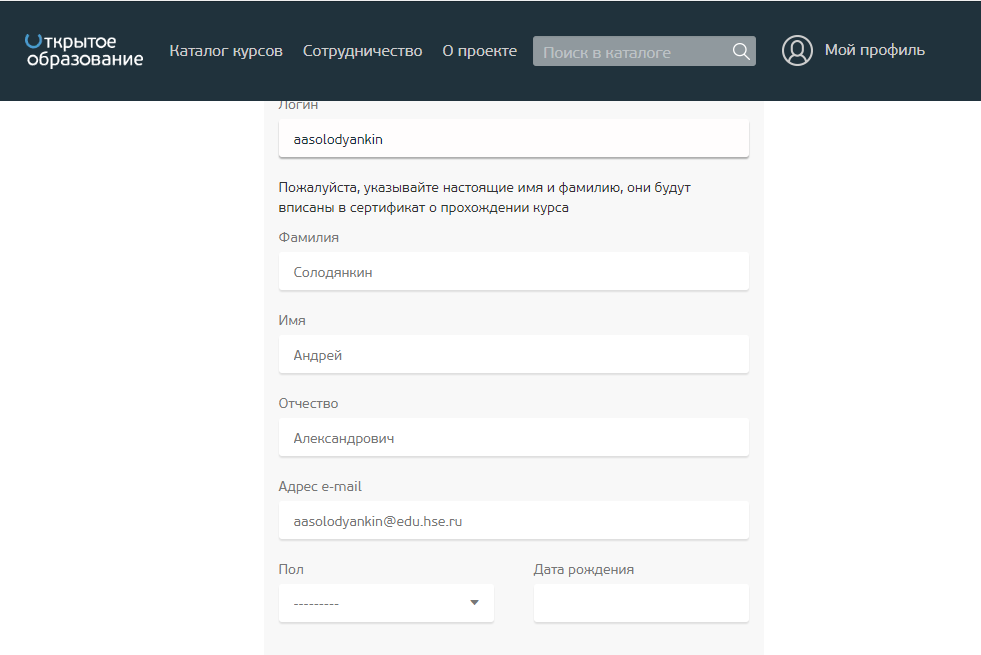 Открытое
образование
Каталог курсов
Сотрудничество
О проекте
Поиск в каталоге
Мой профиль
Логин
aasolodyankin
Пожалуйста, указывайте настоящие имя и фамилию, они будут
вписаны в сертификат о прохождении курса
Фамилия
Солодянкин
Имя
Андрей
Отчество
Александрович
Адрес e-mail
aasolodyankin@edu.hse.ru
Пол
Дата рождения
---------